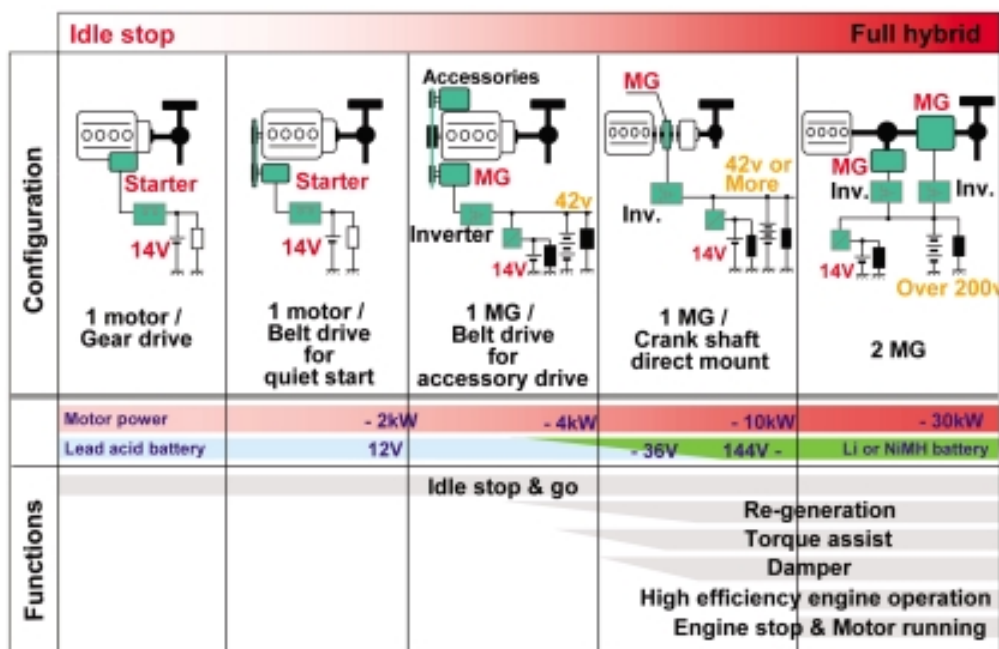 Idle stop
Full hybrid
Configuration
Starter
14V
1 motor /
Gear drive
Starter
14V
1 motor /
Belt drive
for
quiet start
Accessories
MG
42v
Inverter
14V
1 MG /
Belt drive
for
accessory drive
MG
42v or
More
Inv.
14V
1 MG /
Crank shaft
direct mount
MG
MG
Inv.
Inv.
14V
Over 200v
2 MG
Motor power
- 2kW
- 4kW
- 10kW
- 30kW
Lead acid battery
12V
- 36V
144V -
Li or NiMH battery
Functions
Idle stop & go
Re-generation
Torque assist
Damper
High efficiency engine operation
Engine stop & Motor running